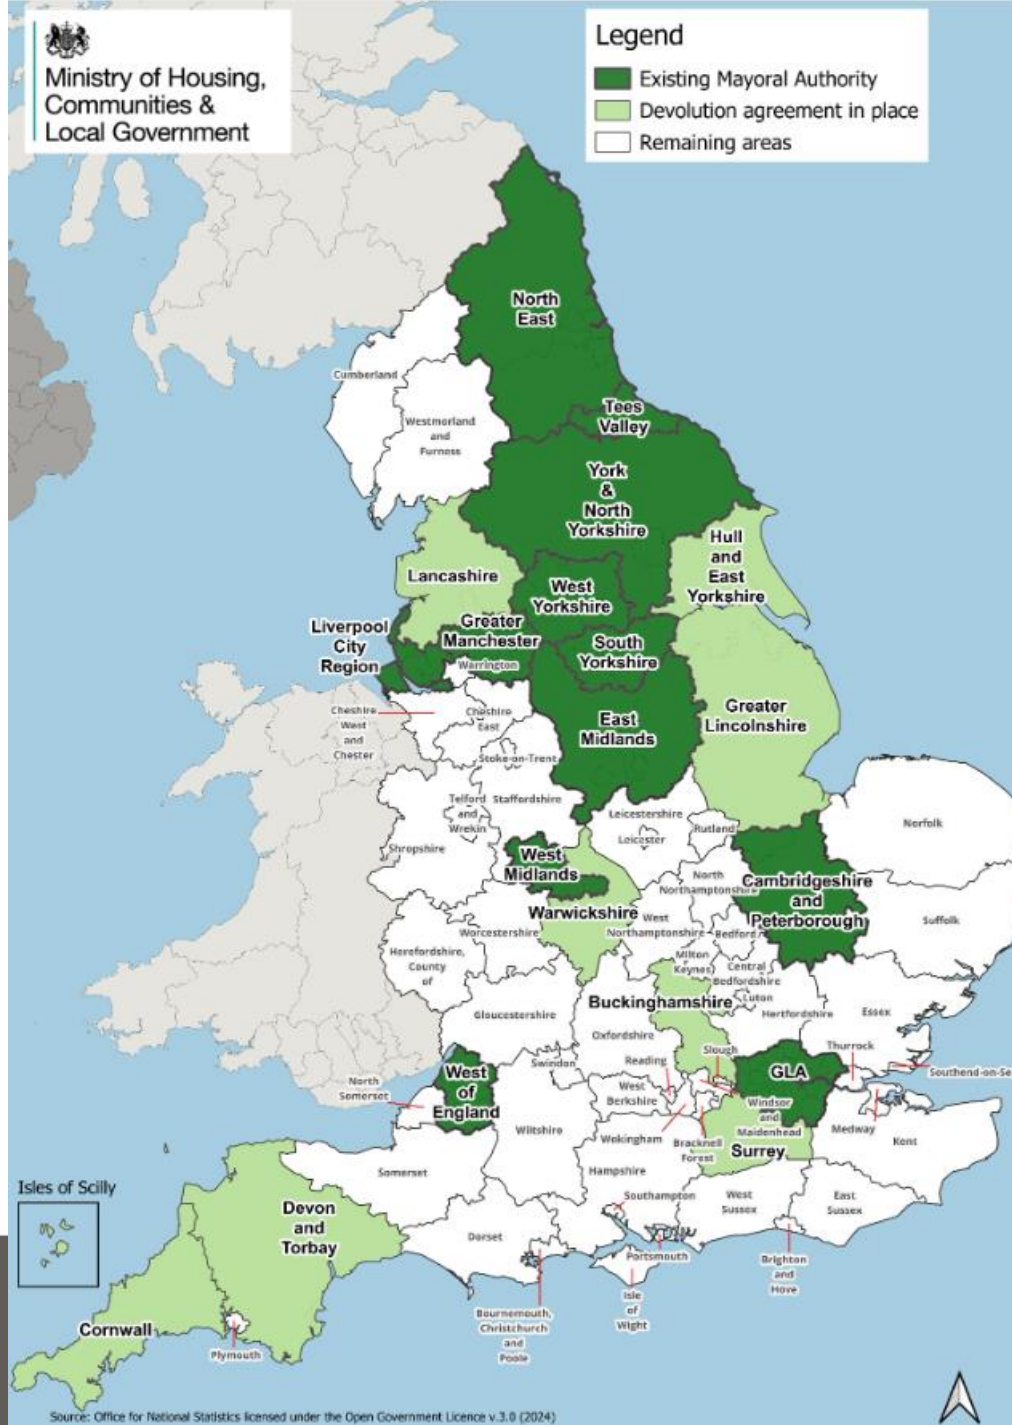 Ministry of Housing,
Communities &
Local Government
Legend
Existing Mayoral Authority
Devolution agreement in place
Remaining areas
North
East
Cumberland
Westmorland
and
Furness
Tees
Valley
York
&
North
Yorkshire
Hull
and
East
Yorkshire
Lancashire
West
Yorkshire
Liverpool
City
Region
Greater
Manchester
South
Yorkshire
Warrington
Cheshire
West
and
Chester
Cheshire
East
East
Midlands
Greater
Lincolnshire
Stoke-on-Trent
Telford
and
Wrekin
Staffordshire
Leicestershire
Leicester
Rutland
Norfolk
Shropshire
West
Midlands
North
Northamptonshire
Cambridgeshire
and
Peterborough
Warwickshire
West
Northamptonshire
Suffolk
Worcestershire
Bedford
Herefordshire,
County
of
Milton
Keynes
Central
Bedfordshire
Luton
Buckinghamshire
Hertfordshire
Essex
Gloucestershire
Oxfordshire
Thurrock
Slough
Southend-on-Se
Reading
Swindon
GLA
West
of
England
North
Somerset
West
Berkshire
Windsor
and
Maidenhead
Medway
Kent
Wiltshire
Wokingham
Bracknell
Forest
Surrey
Somerset
Hampshire
Isles of Scilly
Southampton
West
Sussex
East
Sussex
Devon
and
Torbay
Dorset
Portsmouth
Brighton
and
Hove
Isle
of
Wight
Bournemouth,
Christchurch
and
Poole
Cornwall
Plymouth
Source: Office for National Statistics licensed under the Open Government Licence v.3.0 (2024)